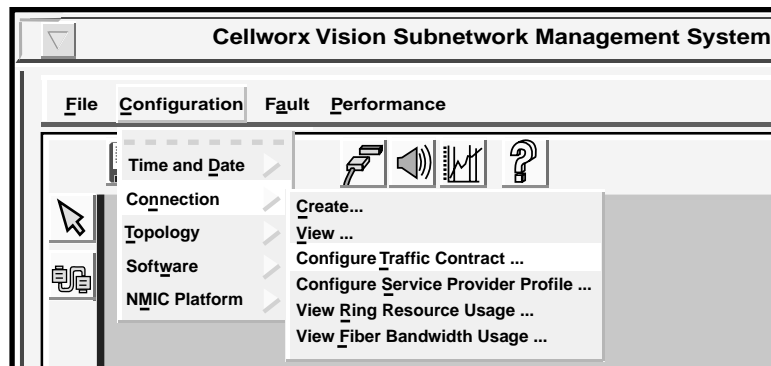 Cellworx Vision Subnetwork Management System
File Configuration Fault Performance
Time and Date
Connection
Topology
Software
NMIC Platform
Create...
View ...
Configure Traffic Contract ...
Configure Service Provider Profile ...
View Ring Resource Usage ...
View Fiber Bandwidth Usage ...